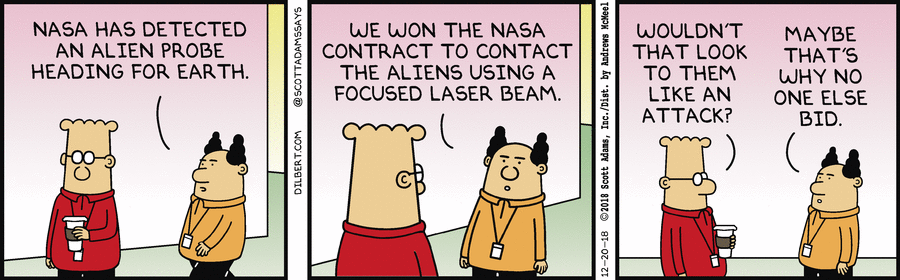 NASA HAS DETECTED
AN ALIEN PROBE
HEADING FOR EARTH.
DILBERT.COM @SCOTTADAMSSAYS
WE WON THE NASA
CONTRACT TO CONTACT
THE ALIENS USING A
FOCUSED LASER BEAM.
12-20-18 ©2018 Scott Adams, Inc./Dist. by Andrews McMeel
WOULDN'T
THAT LOOK
TO THEM
LIKE AN
ATTACK?
MAYBE
THAT'S
WHY NO
ONE ELSE
BID.